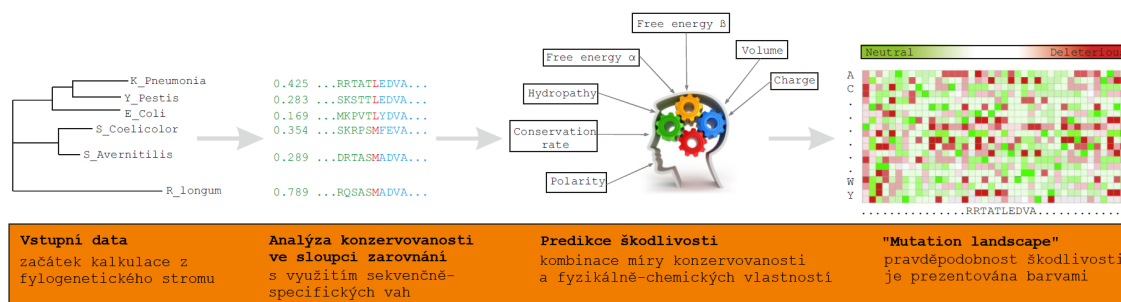 K_Pneumonia
Y_Pestis
E_Coli
S_Coelicolor
S_Avernitilis
R_longum
0.425 ...RRTATLEDVA...
0.283 ...SKSTTLEDVA...
0.169 ...MKPVTLYDVA...
0.354 ...SKRPSMFEVA...
0.289 ...DRTASMADVA...
0.789 ...RQSASMADVA...
Free energy ß
Free energy α
Volume
Hydropathy
Charge
Conservation
rate
Polarity
Neutral
Deleterious
A
C
.
.
.
.
.
.
W
Y
...............RRTATLEDVA............
Vstupní data
začátek kalkulace z
fylogenetického stromu
Analýza konzervovanosti
ve sloupci zarovnání
s využitím sekvenčně-
specifických vah
Predikce škodlivosti
kombinace míry konzervovanosti
a fyzikálně-chemických vlastností
"Mutation landscape"
pravděpodobnost škodlivosti
je prezentována barvami